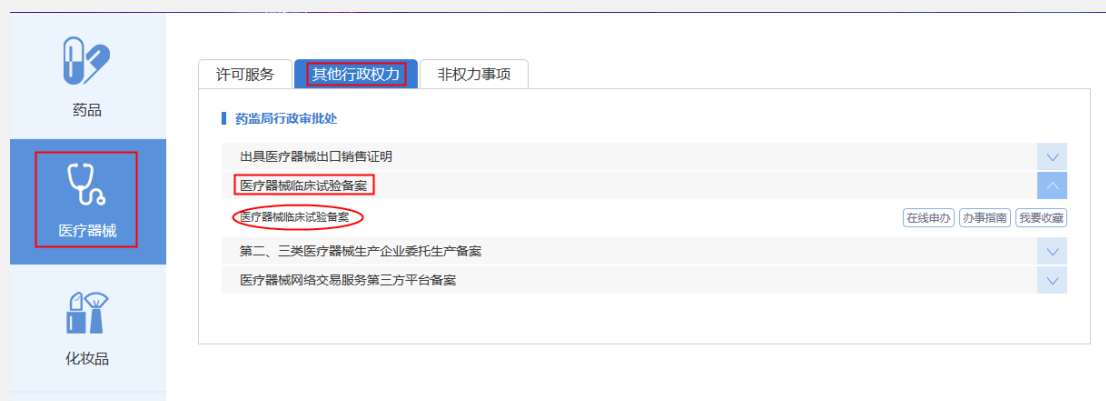 药品
医疗器械
化妆品
许可服务 其他行政权力 非权力事项
药监局行政审批处
出具医疗器械出口销售证明
医疗器械临床试验备案
医疗器械临床试验备案 在线申办 办事指南 我要收藏
第二、三类医疗器械生产企业委托生产备案
医疗器械网络交易服务第三方平台备案